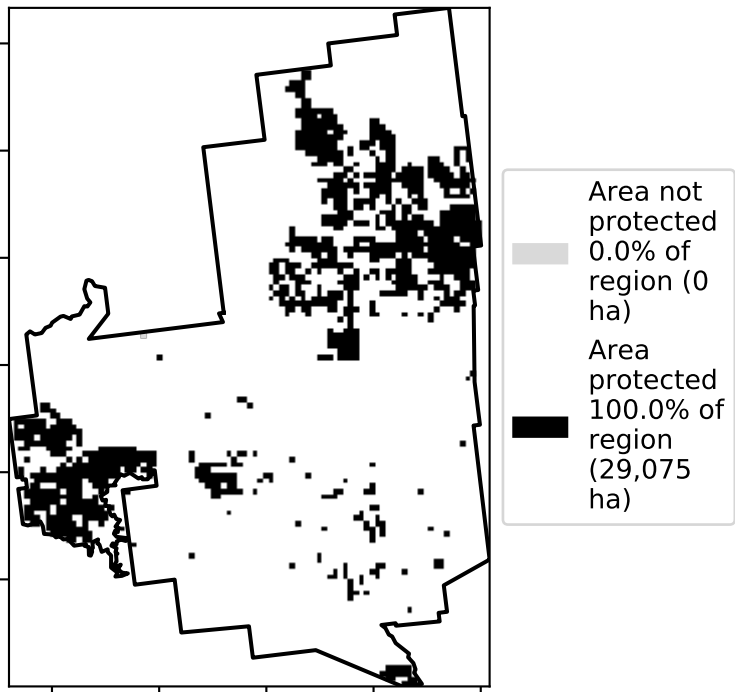 Area not
protected
0.0% of
region (0
ha)
Area
protected
100.0% of
region
(29,075
ha)